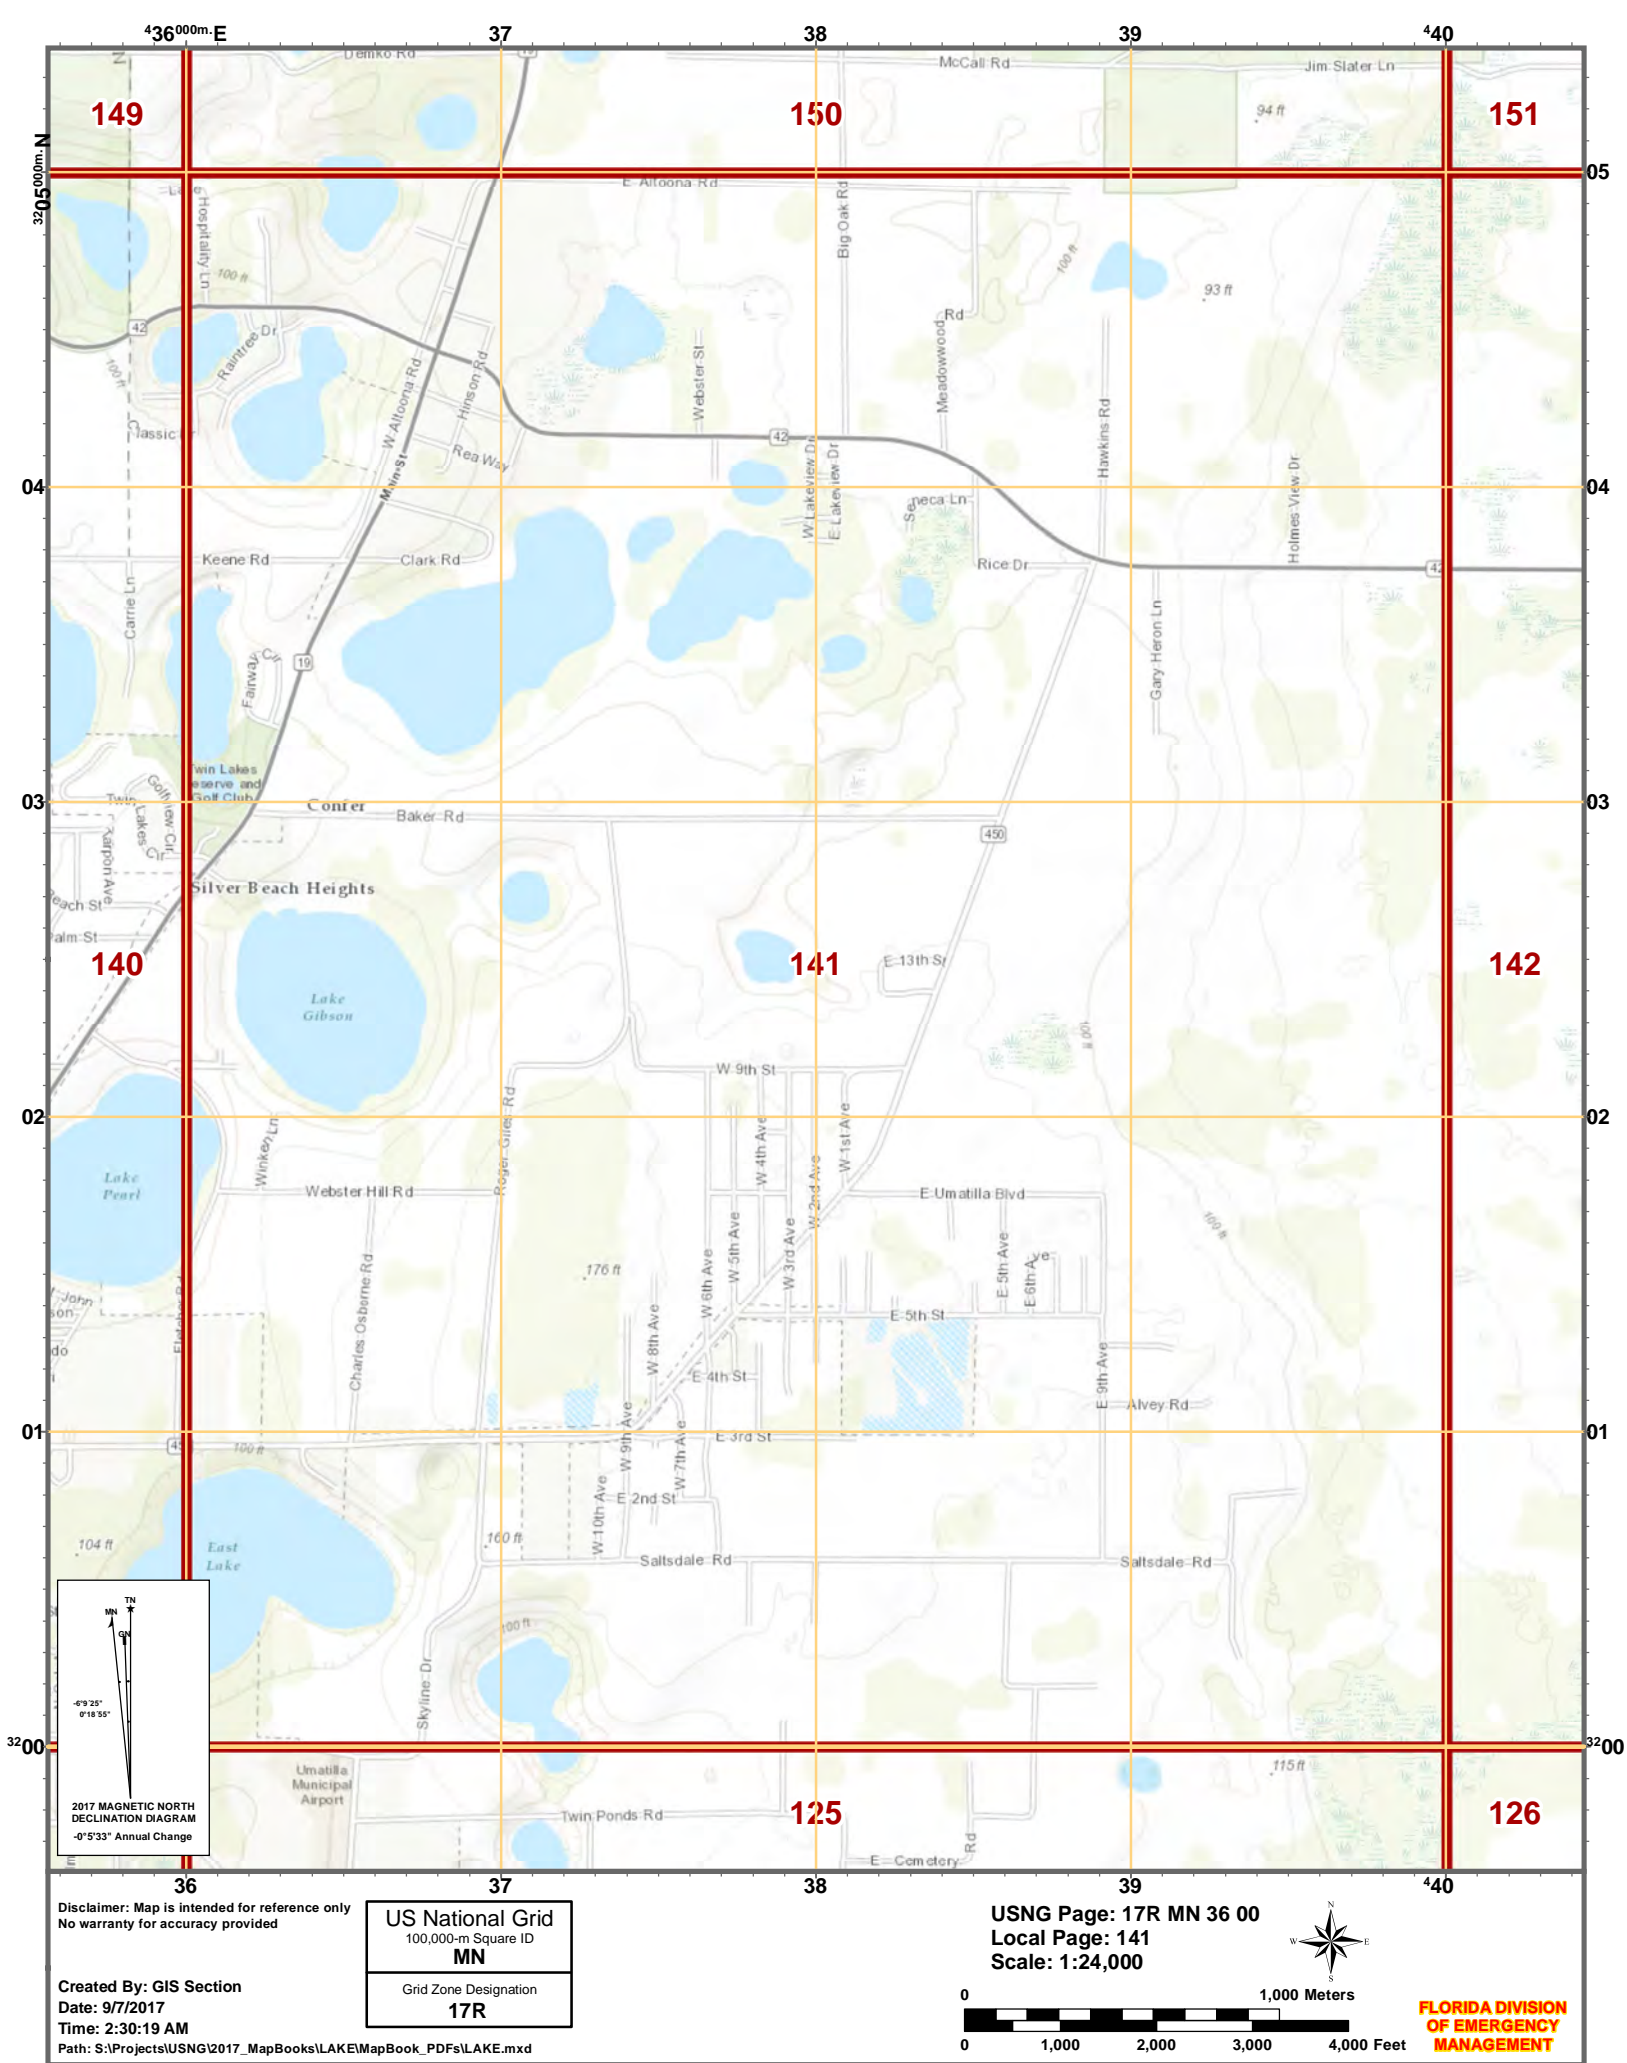 436000m.E 37 38 39 440
Demko Rd
McCall Rd
Jim Slater Ln
149 150 151
94 ft
3205000m.N
05
E Altoona Rd
Hospitality Ln
Big Oak Rd
100 ft
100 ft
93 ft
42
Raintree Dr
100 ft
W Altoona Rd
Hinson Rd
Webster St
Meadowwood Rd
Hawkins Rd
Main St
Rea Way
42
W Lakeview Dr
E Lakeview Dr
Holmes View Dr
04 04
Seneca Ln
Keene Rd
Clark Rd
Rice Dr
42
Carrie Ln
Fairway Cir
19
Gary Heron Ln
Golf Club
Golfview Cir
Twin Lakes Cir
03 03
Confer
Baker Rd
450
Tarpon Ave
Silver Beach Heights
140 141 142
E 13th St
Lake
Gibson
100 ft
W 9th St
02 02
Lake
Pearl
Winken Ln
Roger Giles Rd
W 4th Ave
W 1st Ave
W 2nd Ave
Webster Hill Rd
E Umatilla Blvd
100 ft
176 ft
Charles Osborne Rd
W 8th Ave
W 6th Ave
W 5th Ave
W 3rd Ave
E 5th Ave
E 6th Ave
E 5th St
E 4th St
E 9th Ave
Alvey Rd
01 01
100 ft
W 9th Ave
W 7th Ave
E 3rd St
W 10th Ave
E 2nd St
160 ft
104 ft
East
Lake
Saltsdale Rd
Saltsdale Rd
100 ft
Skyline Dr
TN
MN
GN
-6°9'25"
0°18'55"
2017 MAGNETIC NORTH
DECLINATION DIAGRAM
-0°5'33" Annual Change
3200 3200
Umatilla
Municipal
Airport
115 ft
Twin Ponds Rd
125 126
E Cemetery Rd
36 37 38 39 440
Disclaimer: Map is intended for reference only
No warranty for accuracy provided
Created By: GIS Section
Date: 9/7/2017
Time: 2:30:19 AM
Path: S:\Projects\USNG\2017_MapBooks\LAKE\MapBook_PDFs\LAKE.mxd
US National Grid
100,000-m Square ID
MN
Grid Zone Designation
17R
USNG Page: 17R MN 36 00
Local Page: 141
Scale: 1:24,000
N
W E
S
0 1,000 Meters
0 1,000 2,000 3,000 4,000 Feet
FLORIDA DIVISION
OF EMERGENCY
MANAGEMENT